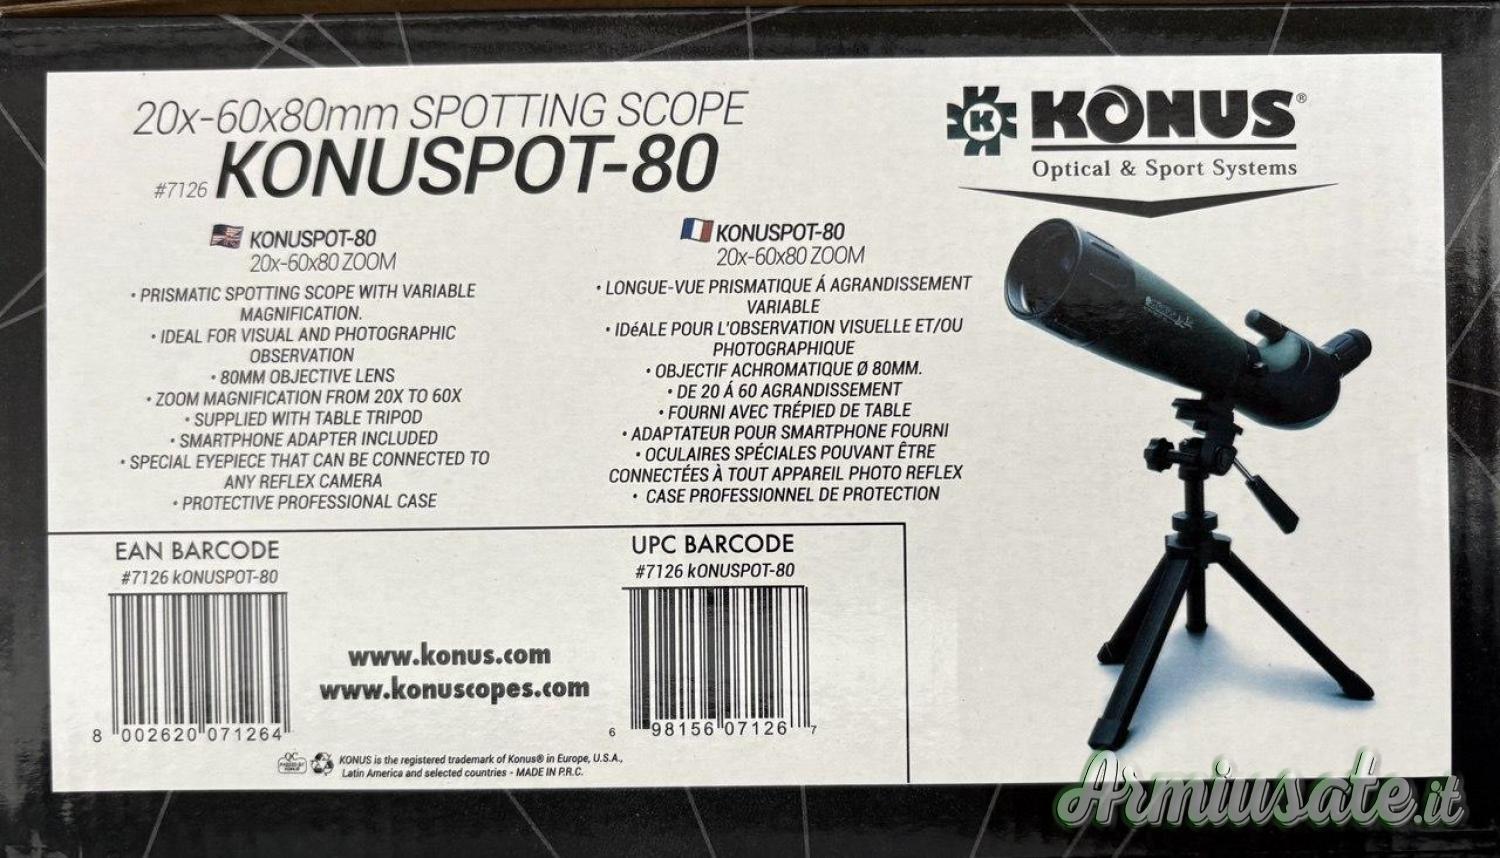 20x-60x80mm SPOTTING SCOPE
#7126 KONUSPOT-80
KONUS®
Optical & Sport Systems
KONUSPOT-80
20x-60x80 ZOOM
• PRISMATIC SPOTTING SCOPE WITH VARIABLE
MAGNIFICATION.
• IDEAL FOR VISUAL AND PHOTOGRAPHIC
OBSERVATION
• 80MM OBJECTIVE LENS
• ZOOM MAGNIFICATION FROM 20X TO 60X
• SUPPLIED WITH TABLE TRIPOD
• SMARTPHONE ADAPTER INCLUDED
• SPECIAL EYEPIECE THAT CAN BE CONNECTED TO
ANY REFLEX CAMERA
• PROTECTIVE PROFESSIONAL CASE
KONUSPOT-80
20x-60x80 ZOOM
• LONGUE-VUE PRISMATIQUE Á AGRANDISSEMENT
VARIABLE
• IDéALE POUR L'OBSERVATION VISUELLE ET/OU
PHOTOGRAPHIQUE
• OBJECTIF ACHROMATIQUE Ø 80MM.
• DE 20 Á 60 AGRANDISSEMENT
• FOURNI AVEC TRÉPIED DE TABLE
• ADAPTATEUR POUR SMARTPHONE FOURNI
• OCULAIRES SPÉCIALES POUVANT ÊTRE
CONNECTÉES À TOUT APPAREIL PHOTO REFLEX
• CASE PROFESSIONNEL DE PROTECTION
EAN BARCODE
#7126 kONUSPOT-80
8 002620 071264
www.konus.com
www.konuscopes.com
UPC BARCODE
#7126 kONUSPOT-80
6 98156 07126 7
KONUS is the registered trademark of Konus® in Europe, U.S.A.,
Latin America and selected countries - MADE IN P.R.C.
Armiusate.it